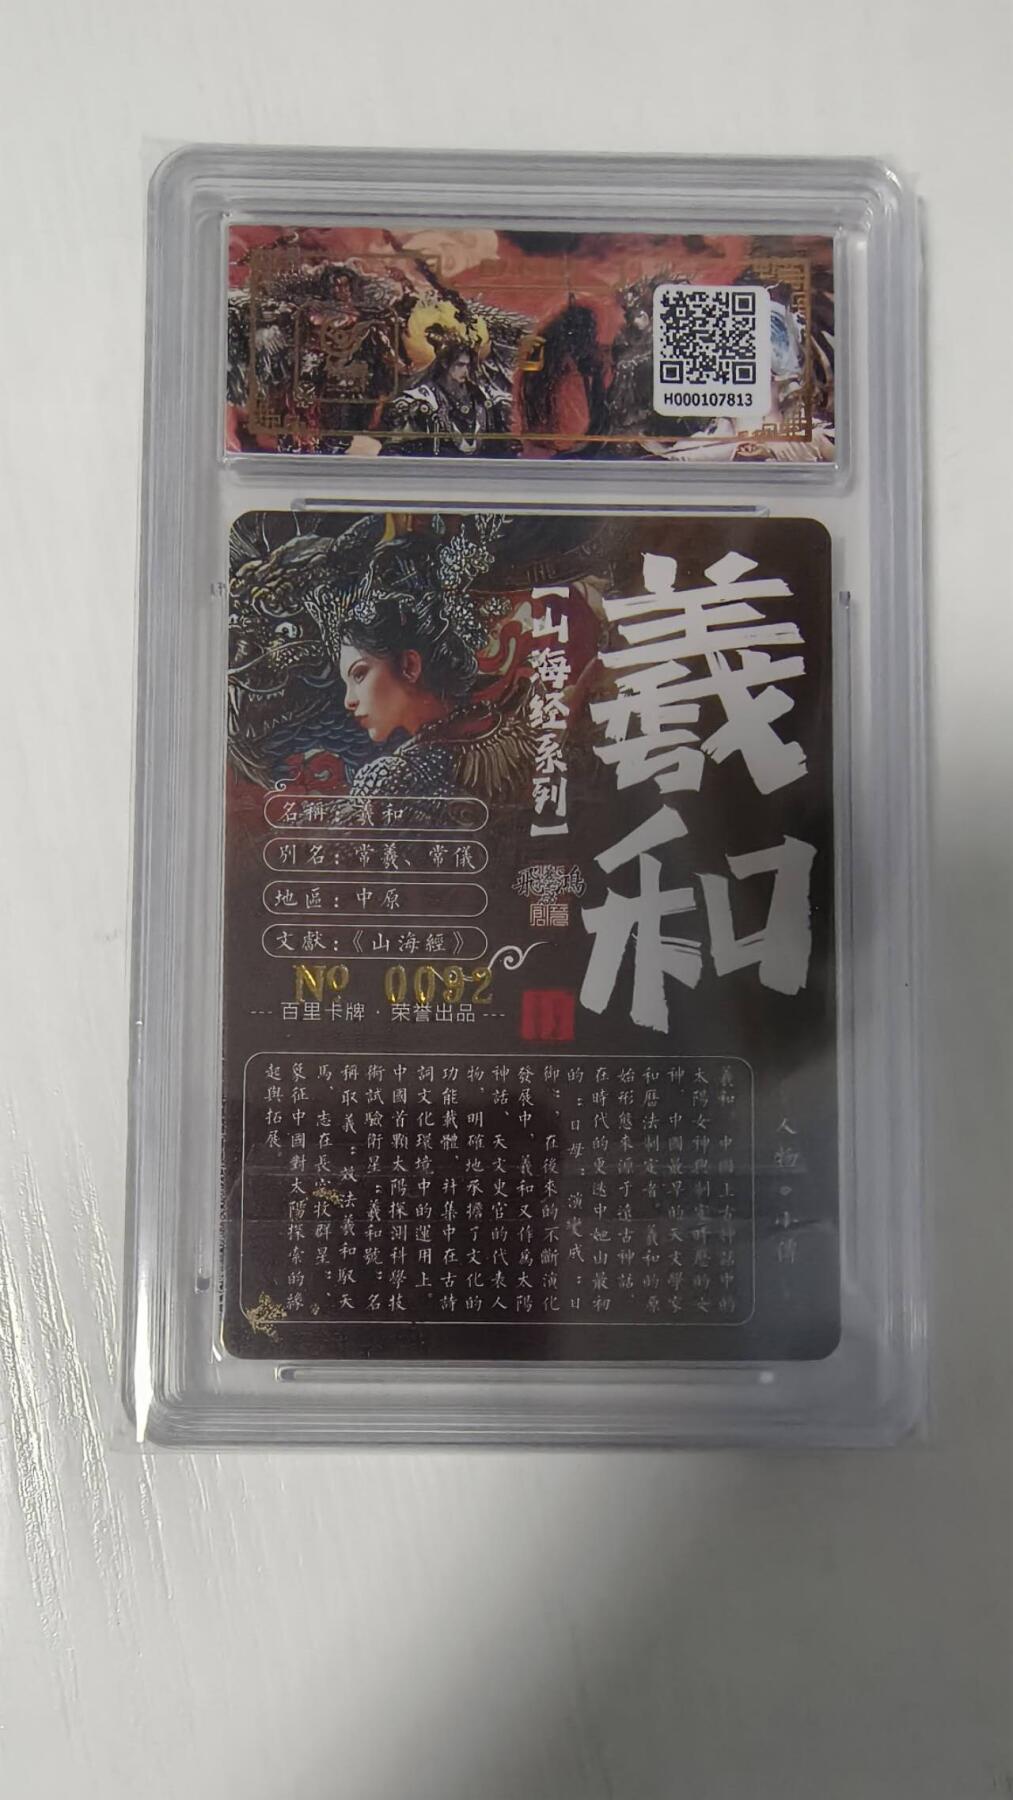 H000107813
羲和
【山海经系列】
名稱：羲和
別名：常羲、常儀
地區：中原
文獻：《山海經》
飛鴻
№ 0092
--- 百里卡牌 · 荣誉出品 ---
人物 小傳
羲和，中國上古神話中的
太陽女神與制定時歷的女
神，中國最早的天文學家
和曆法制定者。羲和的原
始形態來源于遠古神話，
在時代的更迭中她由最初
的：日母：演變成：日
御：，在後來的不斷演化
發展中，羲和又作爲太陽
神話、天文史官的代表人
物，明確地承擔了文化的
功能載體，并集中在古詩
詞文化環境中的運用上。
中國首顆太陽探測科學技
術試驗衛星：羲和號：名
稱取義：效法羲和馭天
馬，志在長空牧群星：，
象征中國對太陽探索的緣
起與拓展。